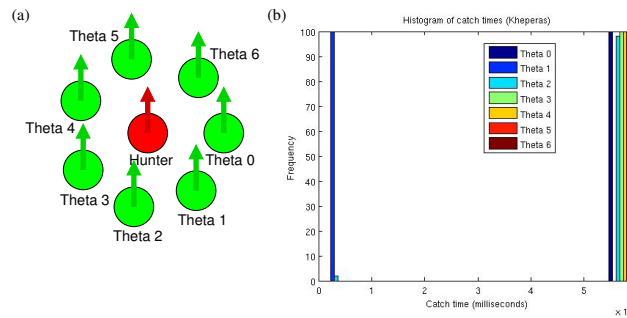 (a)
Theta 5
Theta 6
Theta 4
Hunter
Theta 0
Theta 3
Theta 1
Theta 2
(b)
Histogram of catch times (Kheperas)
Frequency
100
90
80
70
60
50
40
30
20
10
0
Theta 0
Theta 1
Theta 2
Theta 3
Theta 4
Theta 5
Theta 6
0 1 2 3 4 5
x 1
Catch time (milliseconds)